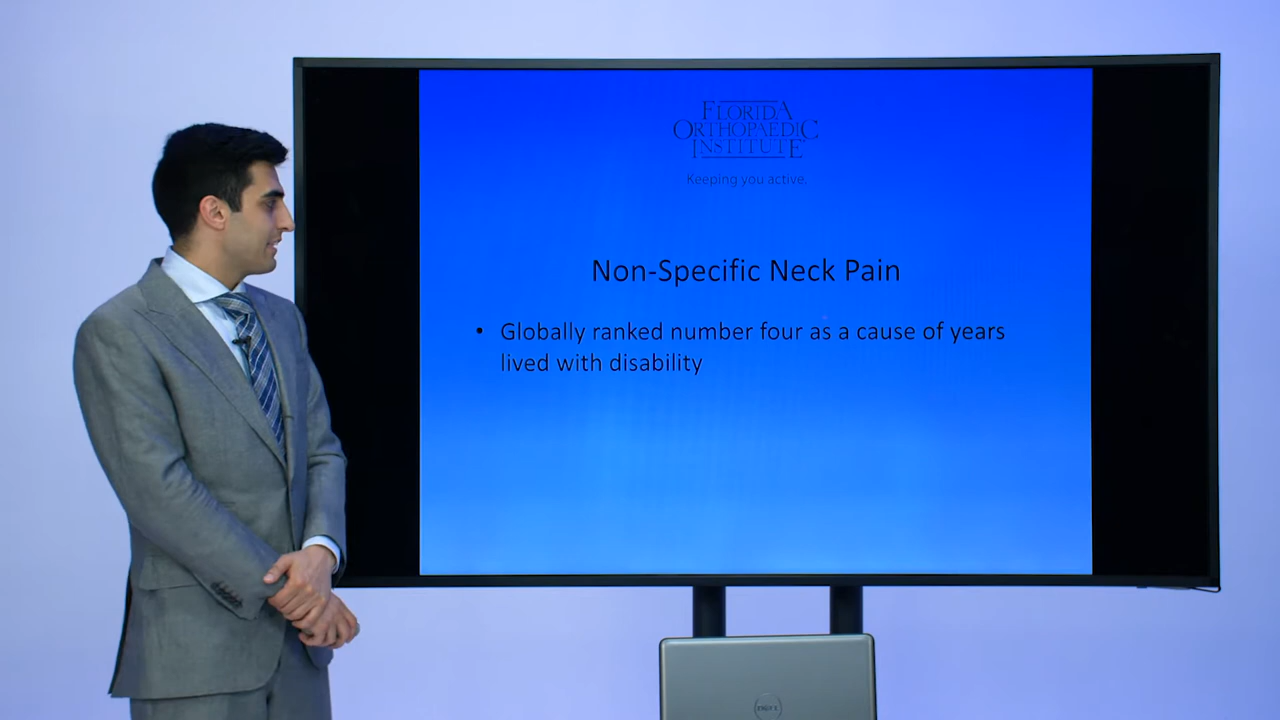 FLORIDA
ORTHOPAEDIC
INSTITUTE
Keeping you active.
Non-Specific Neck Pain
• Globally ranked number four as a cause of years
lived with disability
DELL